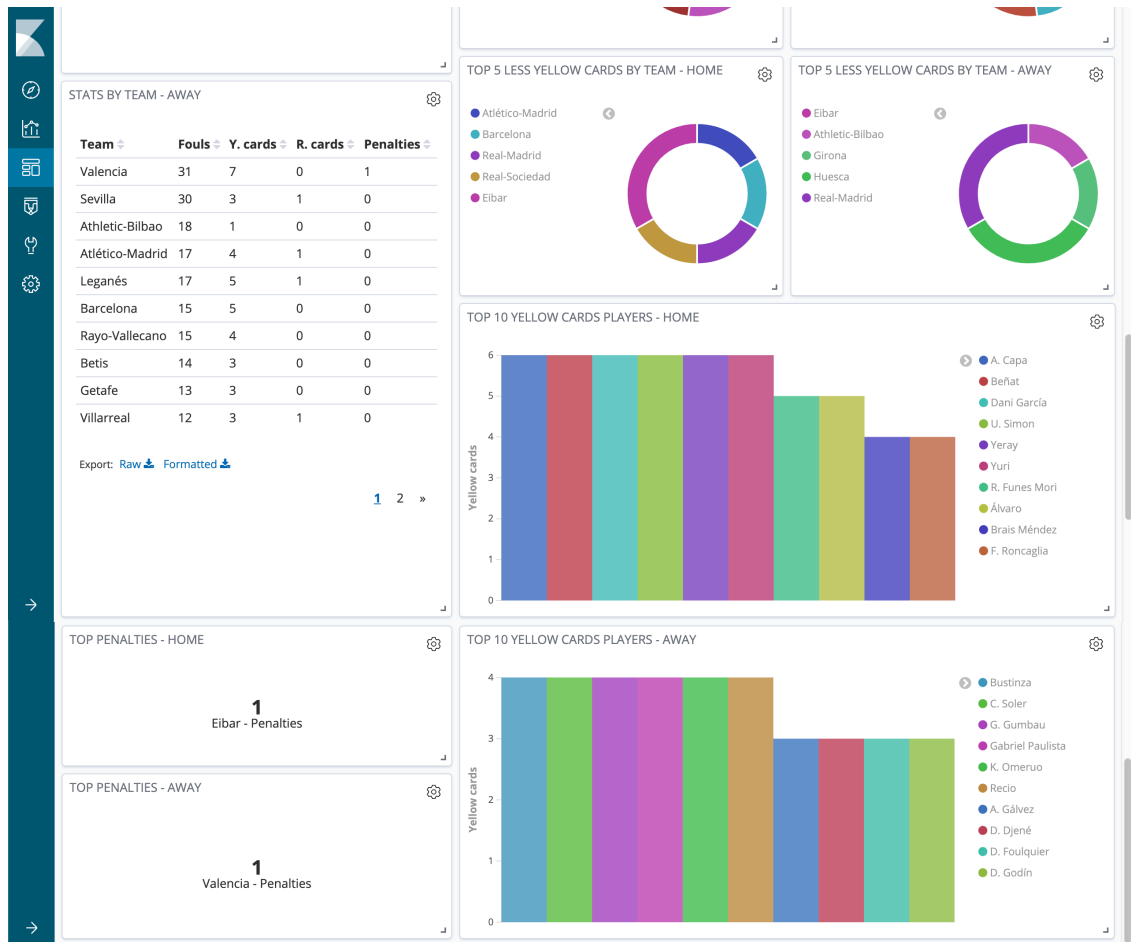 STATS BY TEAM - AWAY
Team Fouls Y. cards R. cards Penalties
Valencia 31 7 0 1
Sevilla 30 3 1 0
Athletic-Bilbao 18 1 0 0
Atlético-Madrid 17 4 1 0
Leganés 17 5 1 0
Barcelona 15 5 0 0
Rayo-Vallecano 15 4 0 0
Betis 14 3 0 0
Getafe 13 3 0 0
Villarreal 12 3 1 0
Export: Raw Formatted
1 2 »
TOP 5 LESS YELLOW CARDS BY TEAM - HOME
Atlético-Madrid
Barcelona
Real-Madrid
Real-Sociedad
Eibar
TOP 5 LESS YELLOW CARDS BY TEAM - AWAY
Eibar
Athletic-Bilbao
Girona
Huesca
Real-Madrid
TOP 10 YELLOW CARDS PLAYERS - HOME
Yellow cards
6
5
4
3
2
1
0
A. Capa
Beñat
Dani García
U. Simon
Yeray
Yuri
R. Funes Mori
Álvaro
Brais Méndez
F. Roncaglia
TOP PENALTIES - HOME
1
Eibar - Penalties
TOP PENALTIES - AWAY
1
Valencia - Penalties
TOP 10 YELLOW CARDS PLAYERS - AWAY
Yellow cards
4
3
2
1
0
Bustinza
C. Soler
G. Gumbau
Gabriel Paulista
K. Omeruo
Recio
A. Gálvez
D. Djené
D. Foulquier
D. Godín